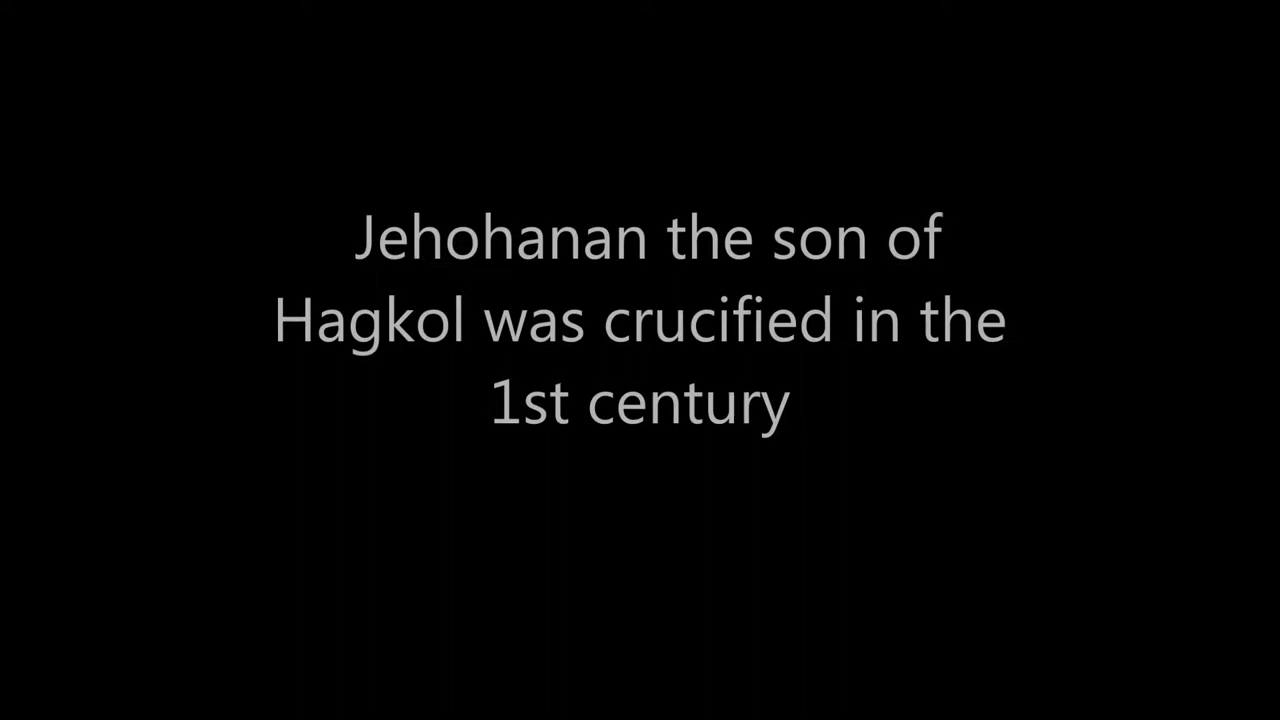 Jehohanan the son of
Hagkol was crucified in the
1st century